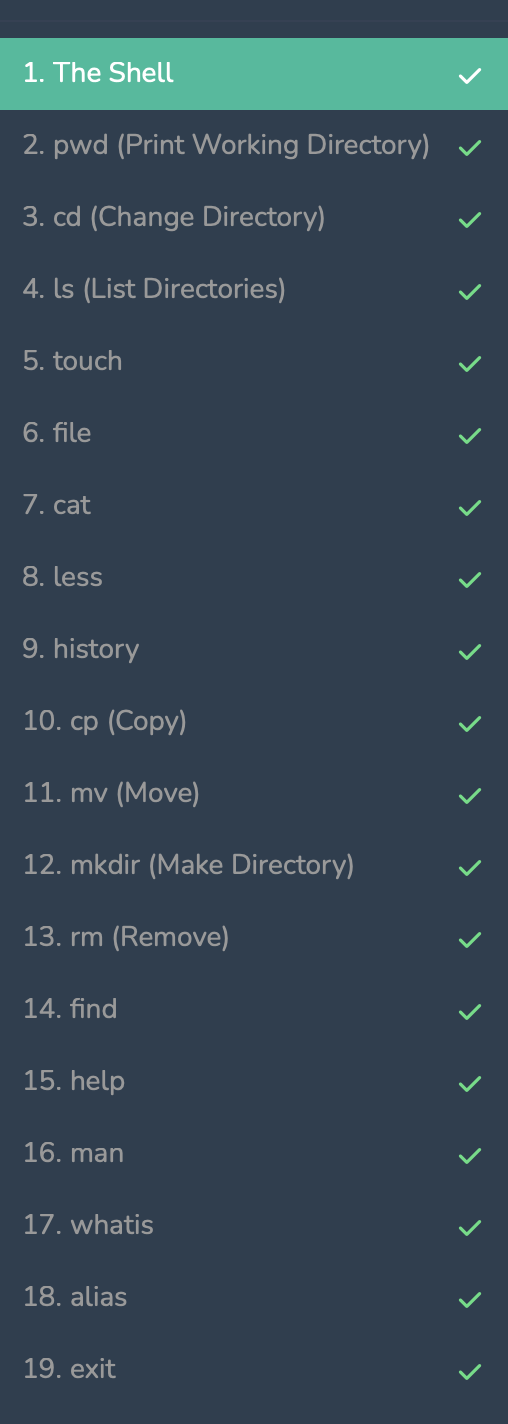 1. The Shell
2. pwd (Print Working Directory)
3. cd (Change Directory)
4. ls (List Directories)
5. touch
6. file
7. cat
8. less
9. history
10. cp (Copy)
11. mv (Move)
12. mkdir (Make Directory)
13. rm (Remove)
14. find
15. help
16. man
17. whatis
18. alias
19. exit